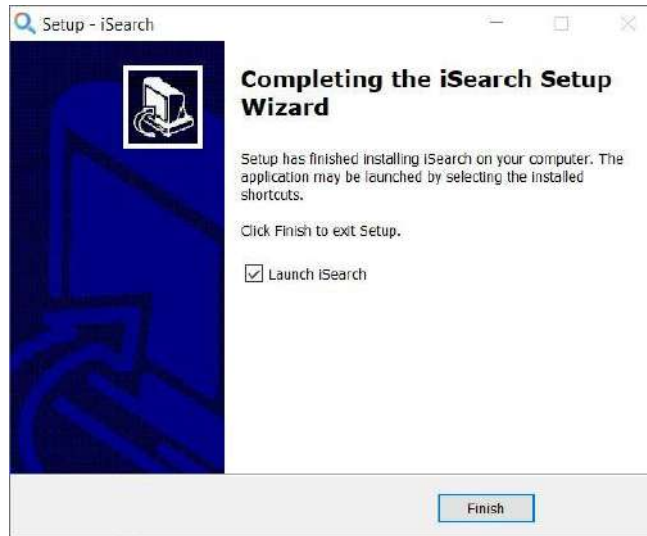 Setup - iSearch
Completing the iSearch Setup
Wizard
Setup has finished installing iSearch on your computer. The
application may be launched by selecting the installed
shortcuts.
Click Finish to exit Setup.
Launch iSearch
Finish